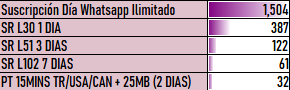 Suscripción Día Whatsapp Ilimitado 1,504
SR L30 1 DIA 387
SR L51 3 DIAS 122
SR L102 7 DIAS 61
PT 15MINS TR/USA/CAN + 25MB (2 DIAS) 32